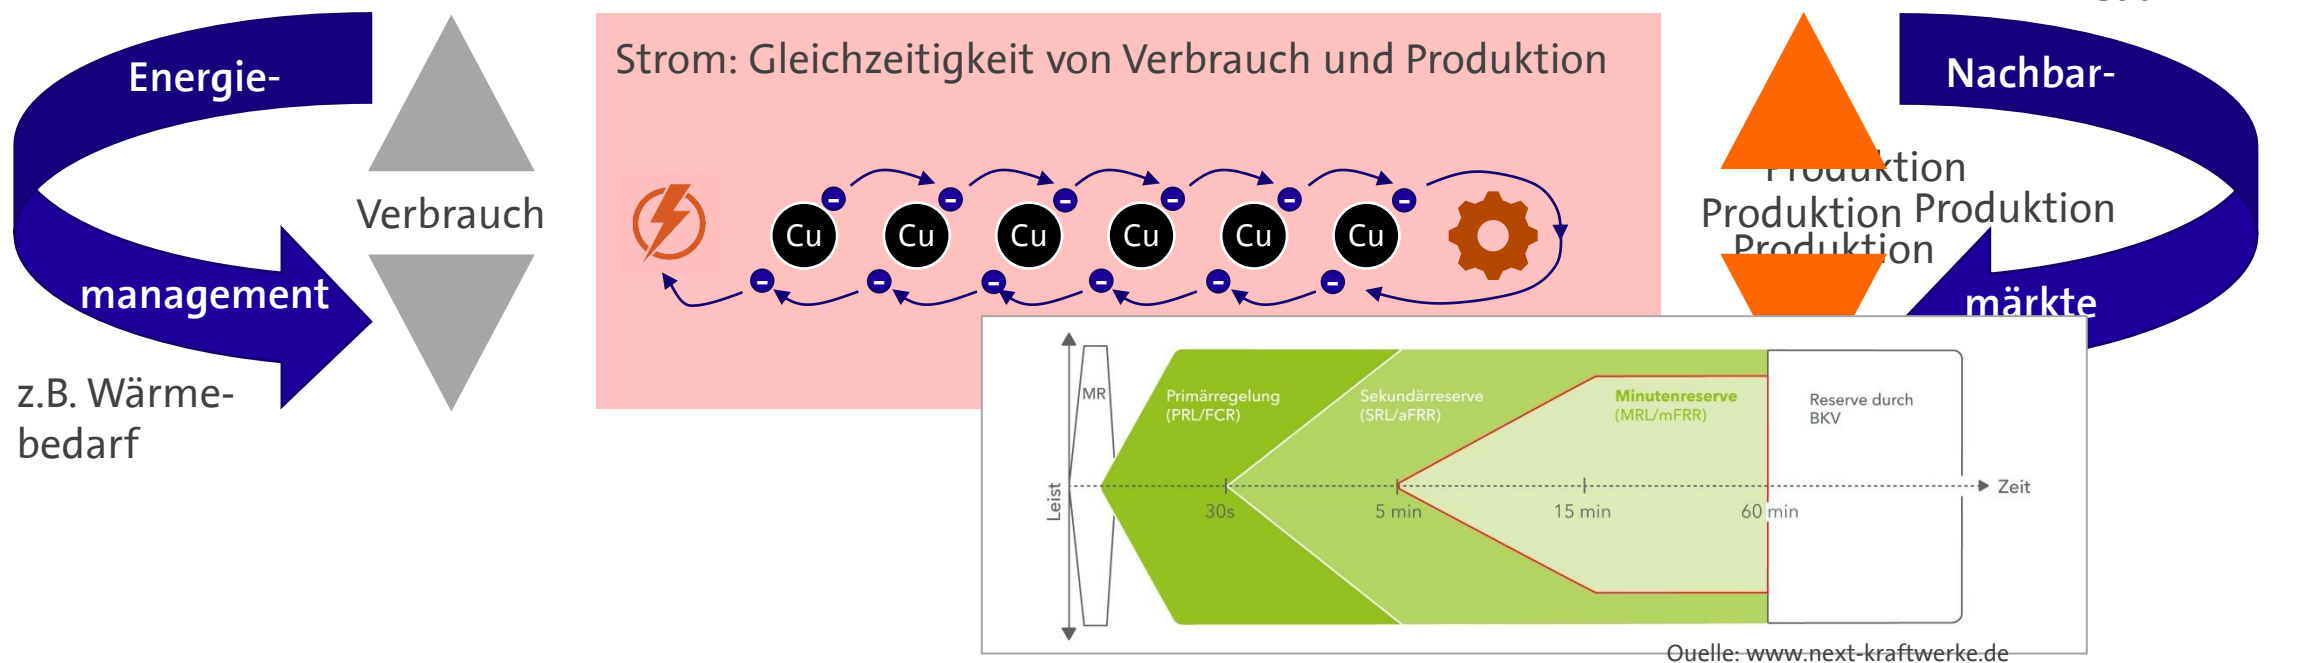 Energie-
management
z.B. Wärme-
bedarf
Verbrauch
Strom: Gleichzeitigkeit von Verbrauch und Produktion
-
-
-
-
-
-
Cu
Cu
Cu
Cu
Cu
Cu
-
-
-
-
-
-
Produktion
Produktion
Produktion
Produktion
Nachbar-
märkte
MR
Primärregelung
(PRL/FCR)
Sekundärreserve
(SRL/aFRR)
Minutenreserve
(MRL/mFRR)
Reserve durch
BKV
Leist
Zeit
30s
5 min
15 min
60 min
Quelle: www.next-kraftwerke.de